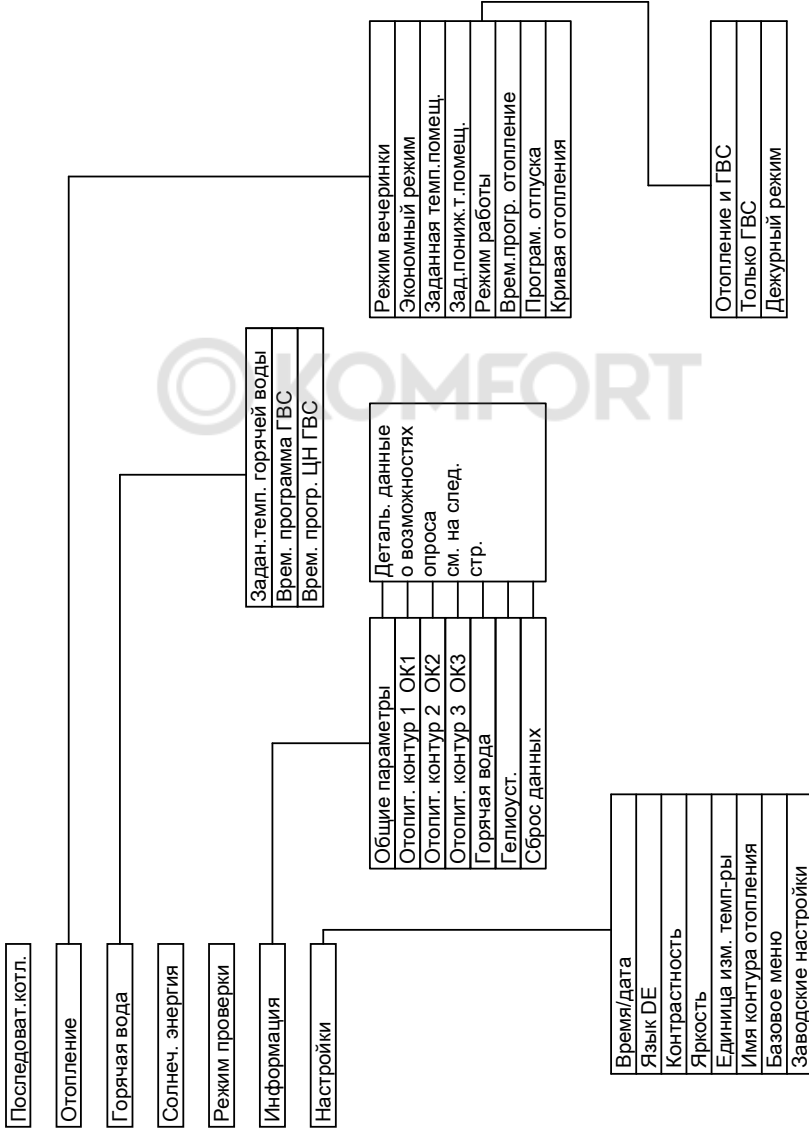 Последоват.котл.
Отопление
Горячая вода
Солнеч. энергия
Режим проверки
Информация
Настройки
Режим вечеринки
Экономный режим
Заданная темп.помещ.
Зад.пониж.т.помещ.
Режим работы
Врем.прогр. отопление
Програм. отпуска
Кривая отопления
Отопление и ГВС
Только ГВС
Дежурный режим
Задан.темп. горячей воды
Врем. программа ГВС
Врем. прогр. ЦН ГВС
Общие параметры
Отопит. контур 1 ОК1
Отопит. контур 2 ОК2
Отопит. контур 3 ОК3
Горячая вода
Гелиоуст.
Сброс данных
Деталь. данные
о возможностях
опроса
см. на след.
стр.
Время/дата
Язык DE
Контрастность
Яркость
Единица изм. темп-ры
Имя контура отопления
Базовое меню
Заводские настройки
OKOMFORT